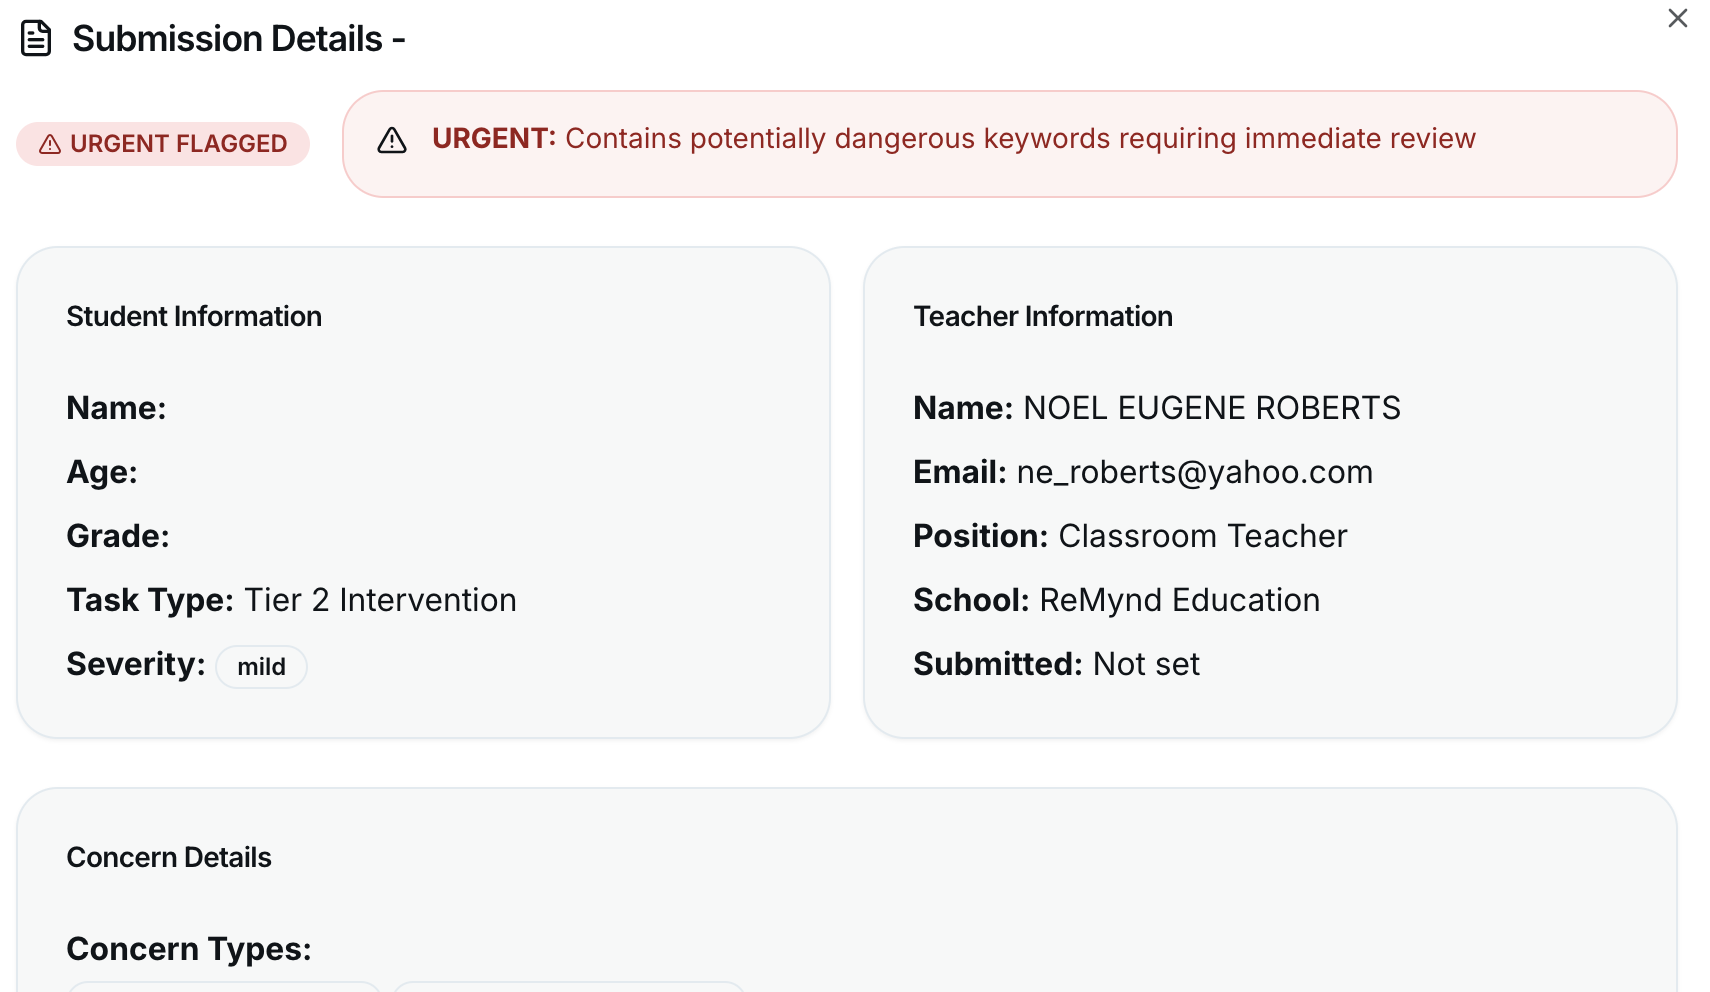 Submission Details -
URGENT FLAGGED
URGENT: Contains potentially dangerous keywords requiring immediate review
Student Information
Name:
Age:
Grade:
Task Type: Tier 2 Intervention
Severity: mild
Teacher Information
Name: NOEL EUGENE ROBERTS
Email: ne_roberts@yahoo.com
Position: Classroom Teacher
School: ReMynd Education
Submitted: Not set
Concern Details
Concern Types: